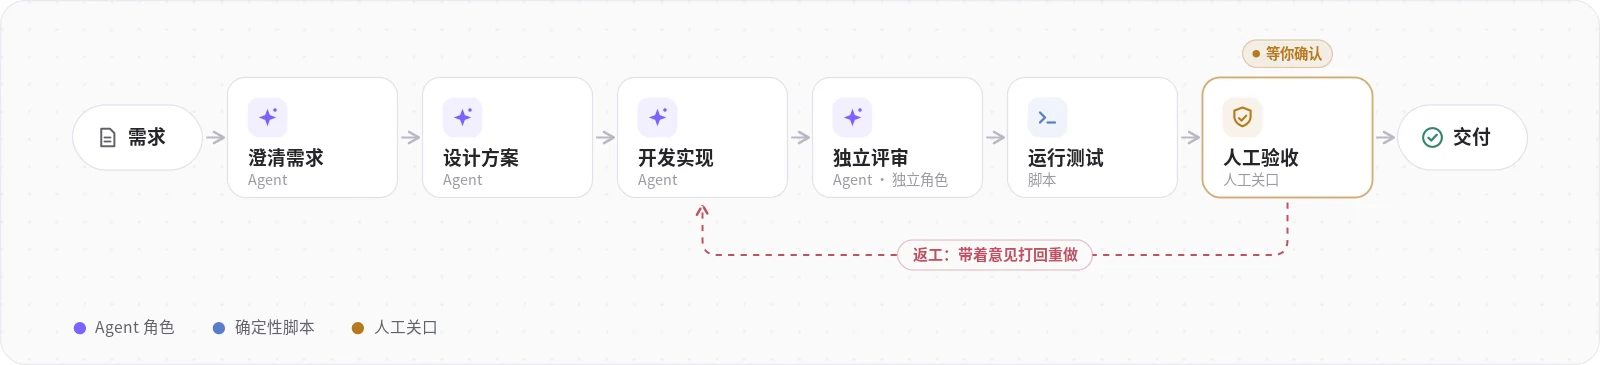 等你确认
需求
澄清需求
Agent
设计方案
Agent
开发实现
Agent
独立评审
Agent · 独立角色
运行测试
脚本
人工验收
人工关口
交付
返工：带着意见打回重做
Agent 角色
确定性脚本
人工关口